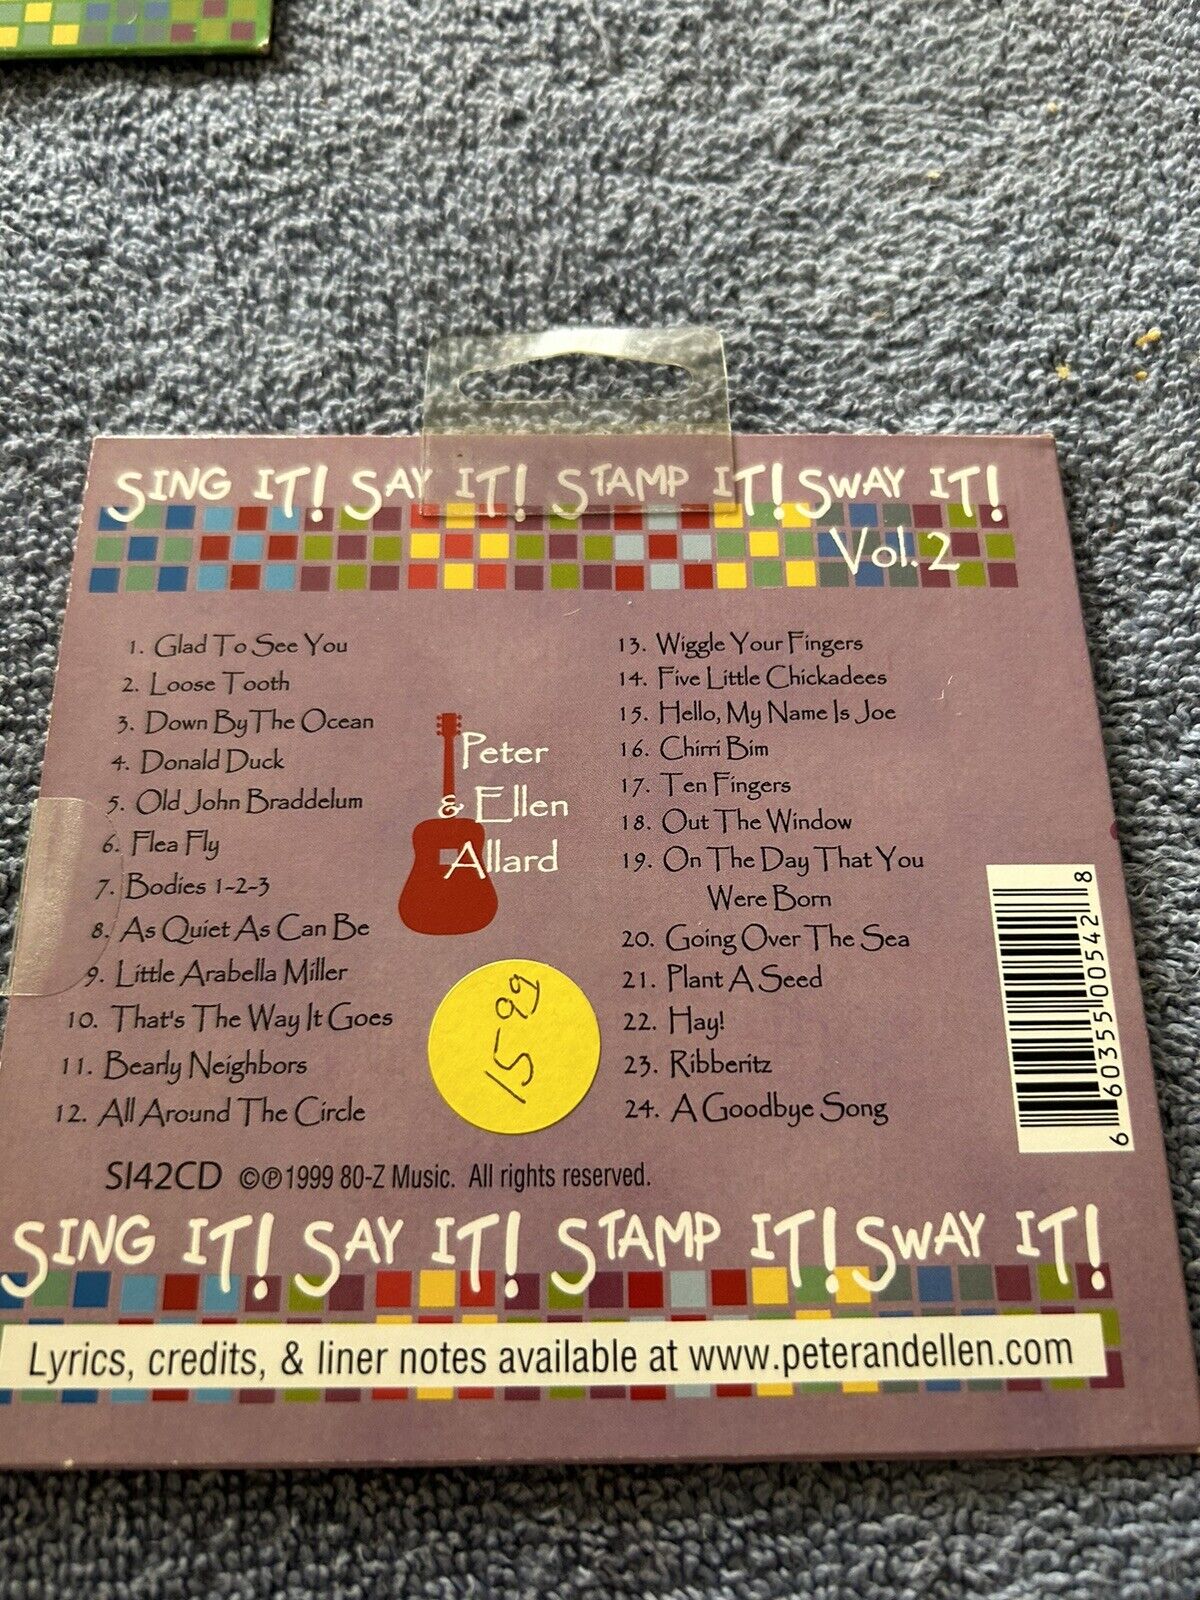 SING IT! SAY IT! STAMP IT! SWAY IT!
Vol. 2
1. Glad To See You
2. Loose Tooth
3. Down By The Ocean
4. Donald Duck
5. Old John Braddelum
6. Flea Fly
7. Bodies 1-2-3
8. As Quiet As Can Be
9. Little Arabella Miller
10. That's The Way It Goes
11. Bearly Neighbors
12. All Around The Circle
Peter
& Ellen
Allard
1599
13. Wiggle Your Fingers
14. Five Little Chickadees
15. Hello, My Name Is Joe
16. Chirri Bim
17. Ten Fingers
18. Out The Window
19. On The Day That You
Were Born
20. Going Over The Sea
21. Plant A Seed
22. Hay!
23. Ribberitz
24. A Goodbye Song
6 60355 00542 8
SI42CD ©℗1999 80-Z Music. All rights reserved.
SING IT! SAY IT! STAMP IT! SWAY IT!
Lyrics, credits, & liner notes available at www.peterandellen.com